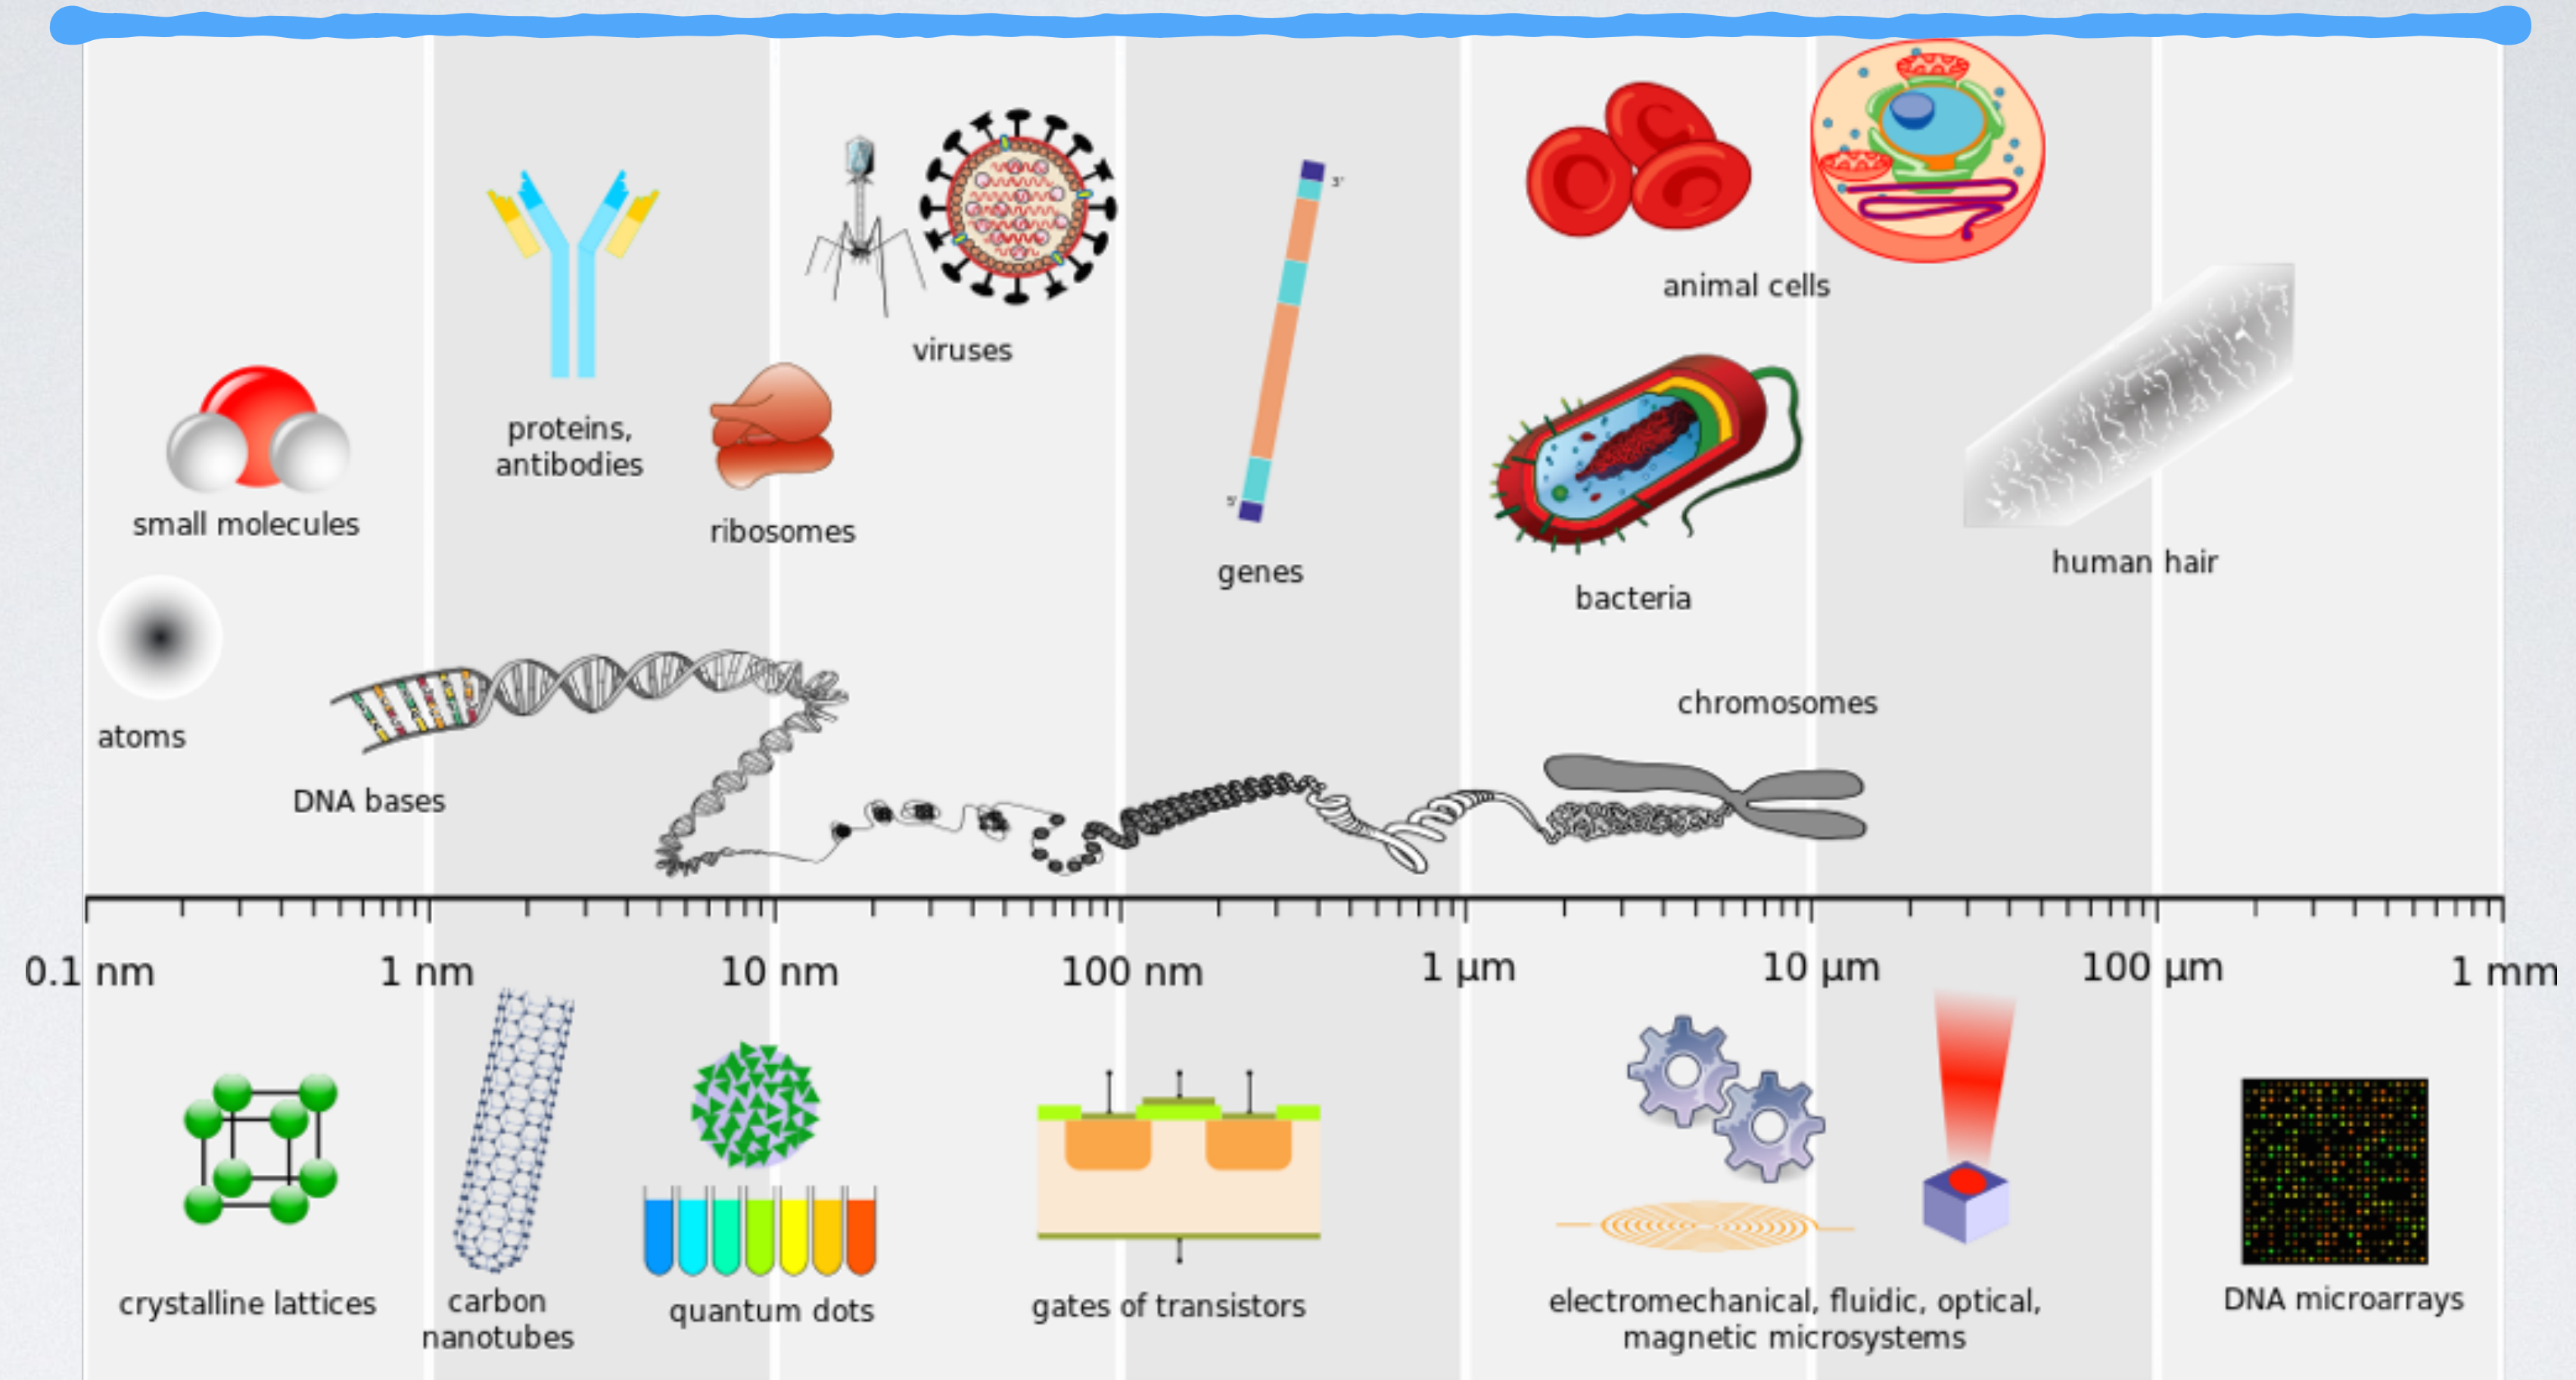 3'
animal cells
viruses
proteins,
antibodies
small molecules
ribosomes
5'
genes
human hair
bacteria
chromosomes
atoms
DNA bases
0.1 nm
1 nm
10 nm
100 nm
1 μm
10 μm
100 μm
1 mm
crystalline lattices
carbon
nanotubes
quantum dots
gates of transistors
electromechanical, fluidic, optical,
magnetic microsystems
DNA microarrays